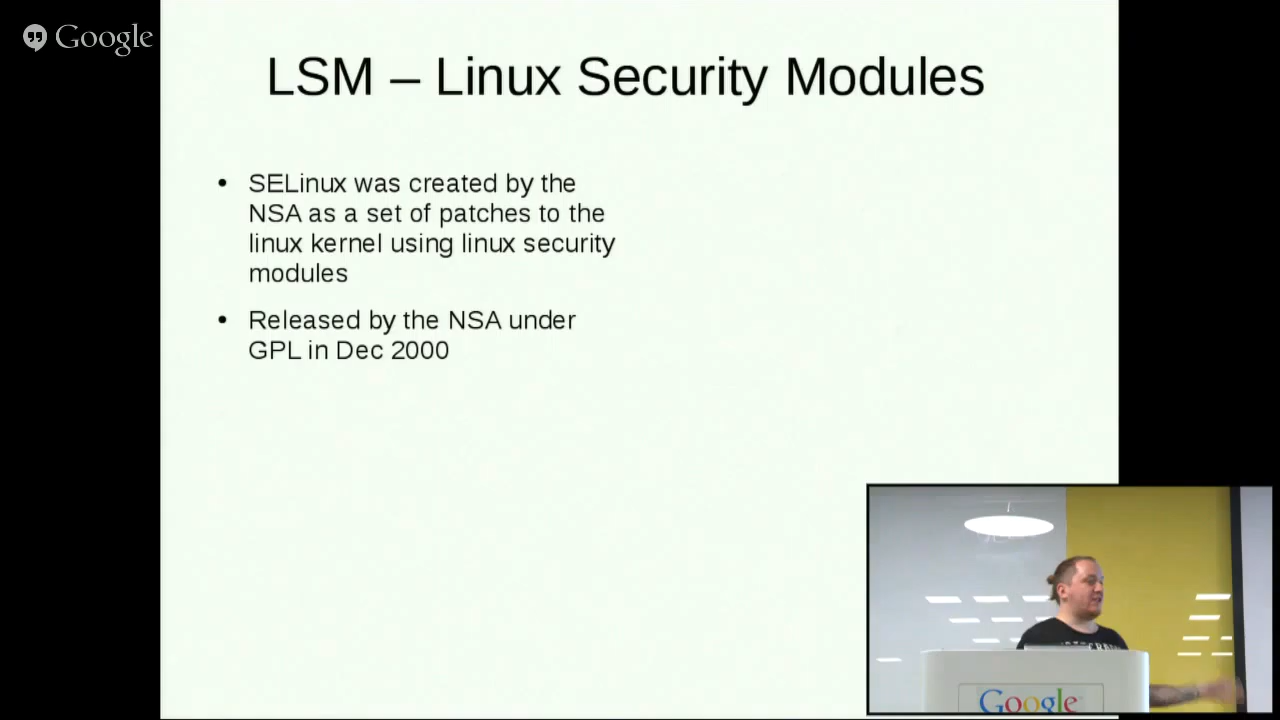 Google
LSM – Linux Security Modules
• SELinux was created by the
NSA as a set of patches to the
linux kernel using linux security
modules
• Released by the NSA under
GPL in Dec 2000
Google